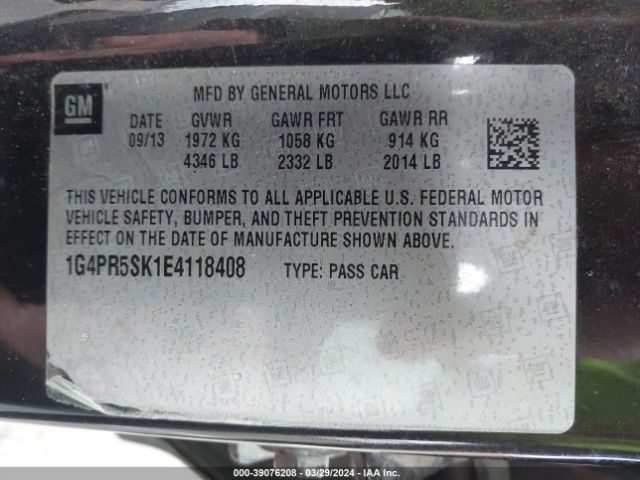 GM
MFD BY GENERAL MOTORS LLC
DATE GVWR GAWR FRT GAWR RR
09/13 1972 KG 1058 KG 914 KG
4346 LB 2332 LB 2014 LB
THIS VEHICLE CONFORMS TO ALL APPLICABLE U.S. FEDERAL MOTOR
VEHICLE SAFETY, BUMPER, AND THEFT PREVENTION STANDARDS IN
EFFECT ON THE DATE OF MANUFACTURE SHOWN ABOVE.
1G4PR5SK1E4118408 TYPE: PASS CAR
000-39076208 - 03/29/2024 - IAA Inc.